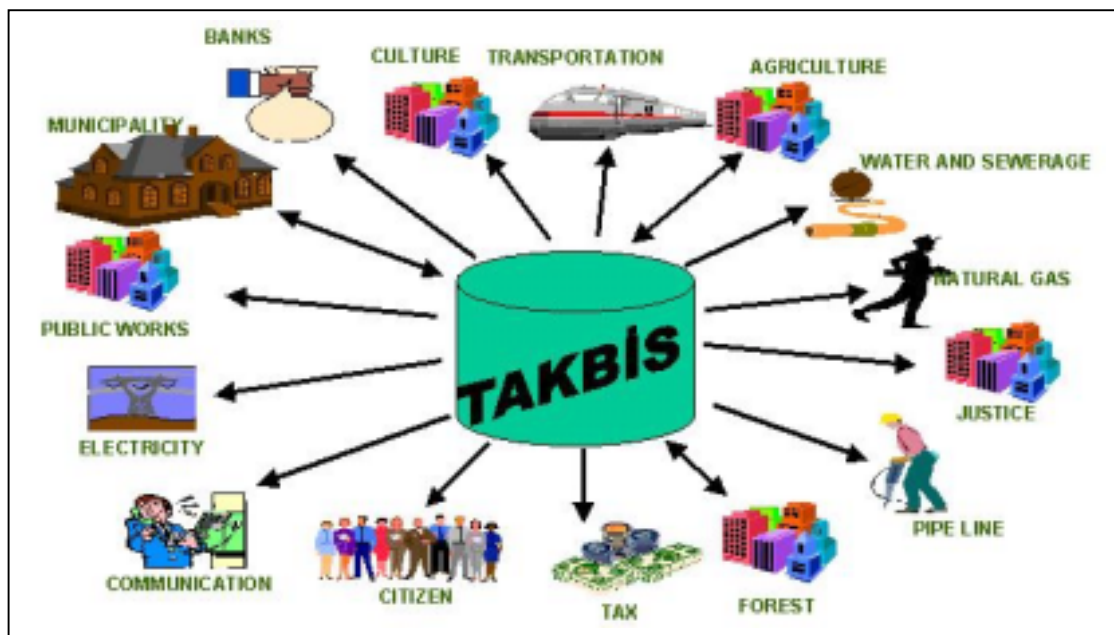 BANKS
CULTURE
TRANSPORTATION
AGRICULTURE
MUNICIPALITY
WATER AND SEWERAGE
NATURAL GAS
PUBLIC WORKS
TAKBİS
JUSTICE
ELECTRICITY
PIPE LINE
COMMUNICATION
CITIZEN
TAX
FOREST